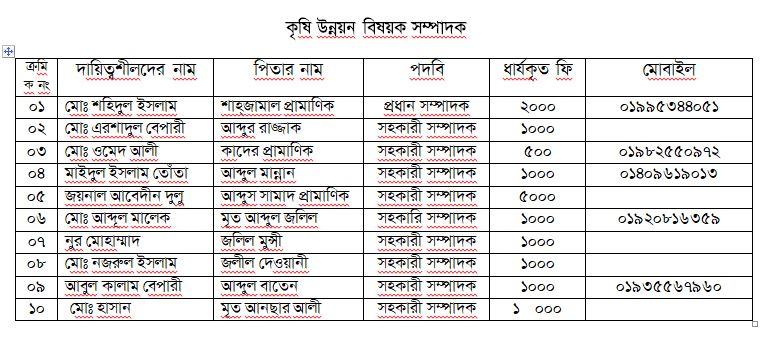 কৃষি উন্নয়ন বিষয়ক সম্পাদক
ক্রমিক নং দায়িত্বশীলদের নাম পিতার নাম পদবি ধার্যকৃত ফি মোবাইল
০১ মোঃ শহিদুল ইসলাম শাহ্জামাল প্রামাণিক প্রধান সম্পাদক ২০০০ ০১৯৯৫৩৪৪০৫১
০২ মোঃ এরশাদুল বেপারী আব্দুর রাজ্জাক সহকারী সম্পাদক ১০০০
০৩ মোঃ ওমেদ আলী কাদের প্রামাণিক সহকারী সম্পাদক ৫০০ ০১৯৮২৫৫০৯৭২
০৪ মাইদুল ইসলাম তোঁতা আব্দুল মান্নান সহকারী সম্পাদক ১০০০ ০১৪০৯৬১৯০১৩
০৫ জয়নাল আবেদীন দুলু আব্দুস সামাদ প্রামাণিক সহকারী সম্পাদক ৫০০০
০৬ মোঃ আব্দুল মালেক মৃত আব্দুল জলিল সহকারি সম্পাদক ১০০০ ০১৯২০৮১৬৩৫৯
০৭ নুর মোহাম্মাদ জলিল মুন্সী সহকারী সম্পাদক ১০০০
০৮ মোঃ নজরুল ইসলাম জলীল দেওয়ানী সহকারী সম্পাদক ১০০০
০৯ আবুল কালাম বেপারী আব্দুল বাতেন সহকারী সম্পাদক ১০০০ ০১৯৩৫৫৬৭৯৬০
১০ মোঃ হাসান মৃত আনছার আলী সহকারী সম্পাদক ১ ০০০